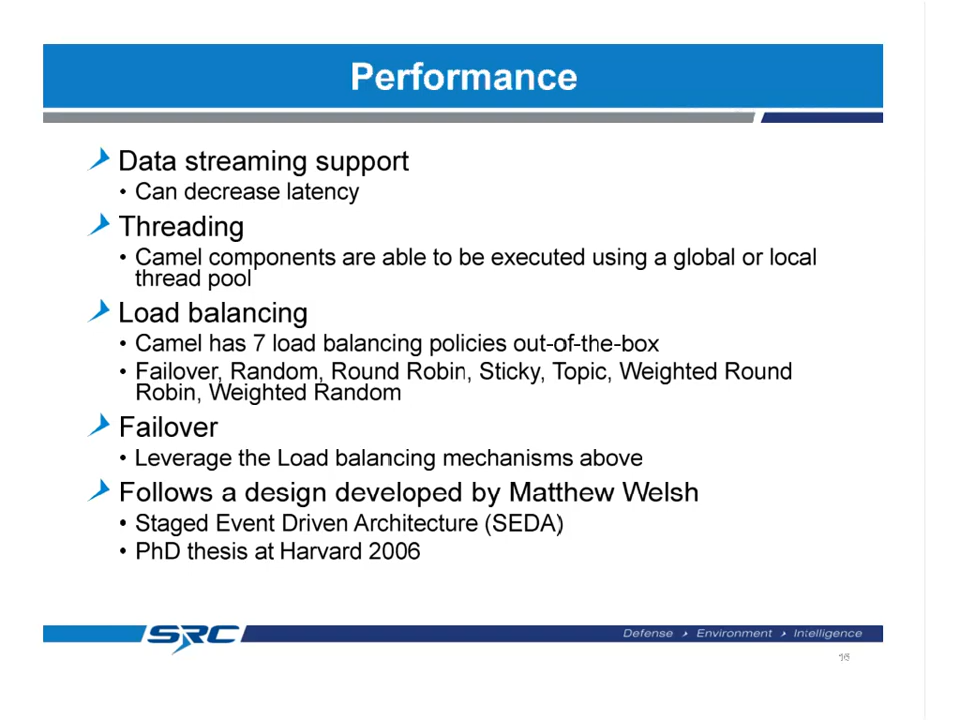 Performance
Data streaming support
• Can decrease latency
Threading
• Camel components are able to be executed using a global or local
thread pool
Load balancing
• Camel has 7 load balancing policies out-of-the-box
• Failover, Random, Round Robin, Sticky, Topic, Weighted Round
Robin, Weighted Random
Failover
• Leverage the Load balancing mechanisms above
Follows a design developed by Matthew Welsh
• Staged Event Driven Architecture (SEDA)
• PhD thesis at Harvard 2006
SRC
Defense Environment Intelligence